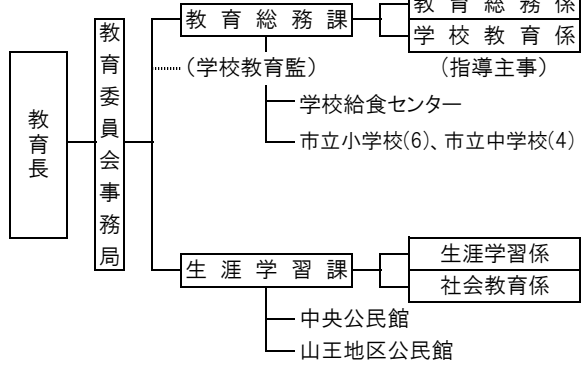 教育長
教育委員会事務局
教育総務課
教育総務係
学校教育係
(学校教育監)
(指導主事)
学校給食センター
市立小学校(6)、市立中学校(4)
生涯学習課
生涯学習係
社会教育係
中央公民館
山王地区公民館